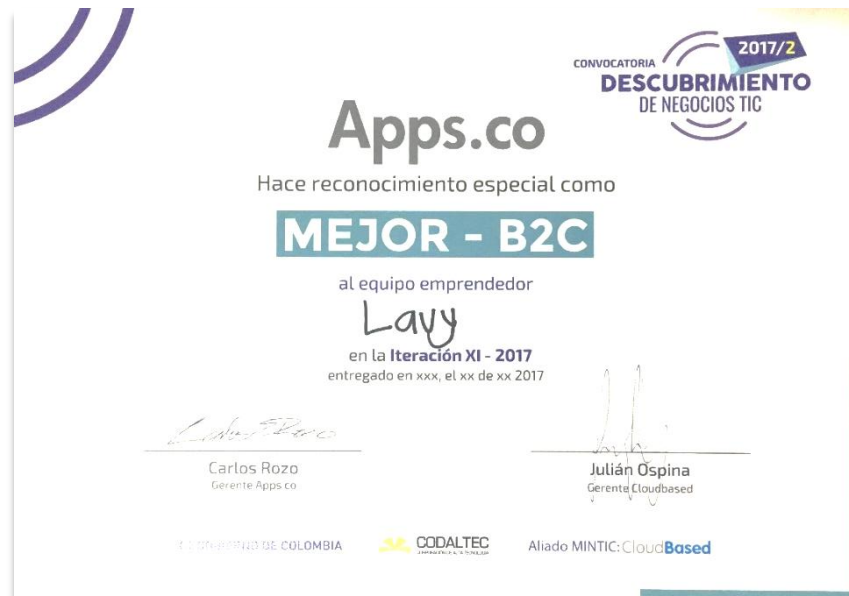 CONVOCATORIA
2017/2
DESCUBRIMIENTO
DE NEGOCIOS TIC
Apps.co
Hace reconocimiento especial como
MEJOR - B2C
al equipo emprendedor
Lavy
en la Iteración XI - 2017
entregado en xxx, el xx de xx 2017
Carlos Rozo
Gerente Apps.co
Julián Ospina
Gerente Cloudbased
GOBIERNO DE COLOMBIA
CODALTEC
Aliado MINTIC: CloudBased